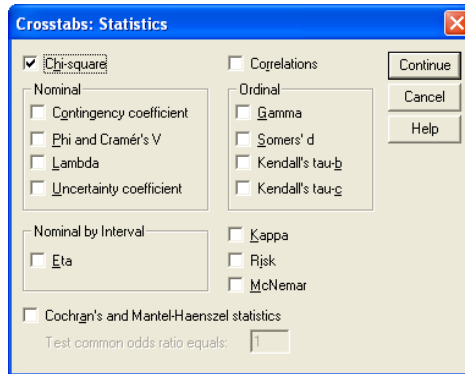 Crosstabs: Statistics
Chi-square
Correlations
Continue
Cancel
Help
Nominal
Contingency coefficient
Phi and Cramér's V
Lambda
Uncertainty coefficient
Ordinal
Gamma
Somers' d
Kendall's tau-b
Kendall's tau-c
Nominal by Interval
Eta
Kappa
Risk
McNemar
Cochran's and Mantel-Haenszel statistics
Test common odds ratio equals: 1